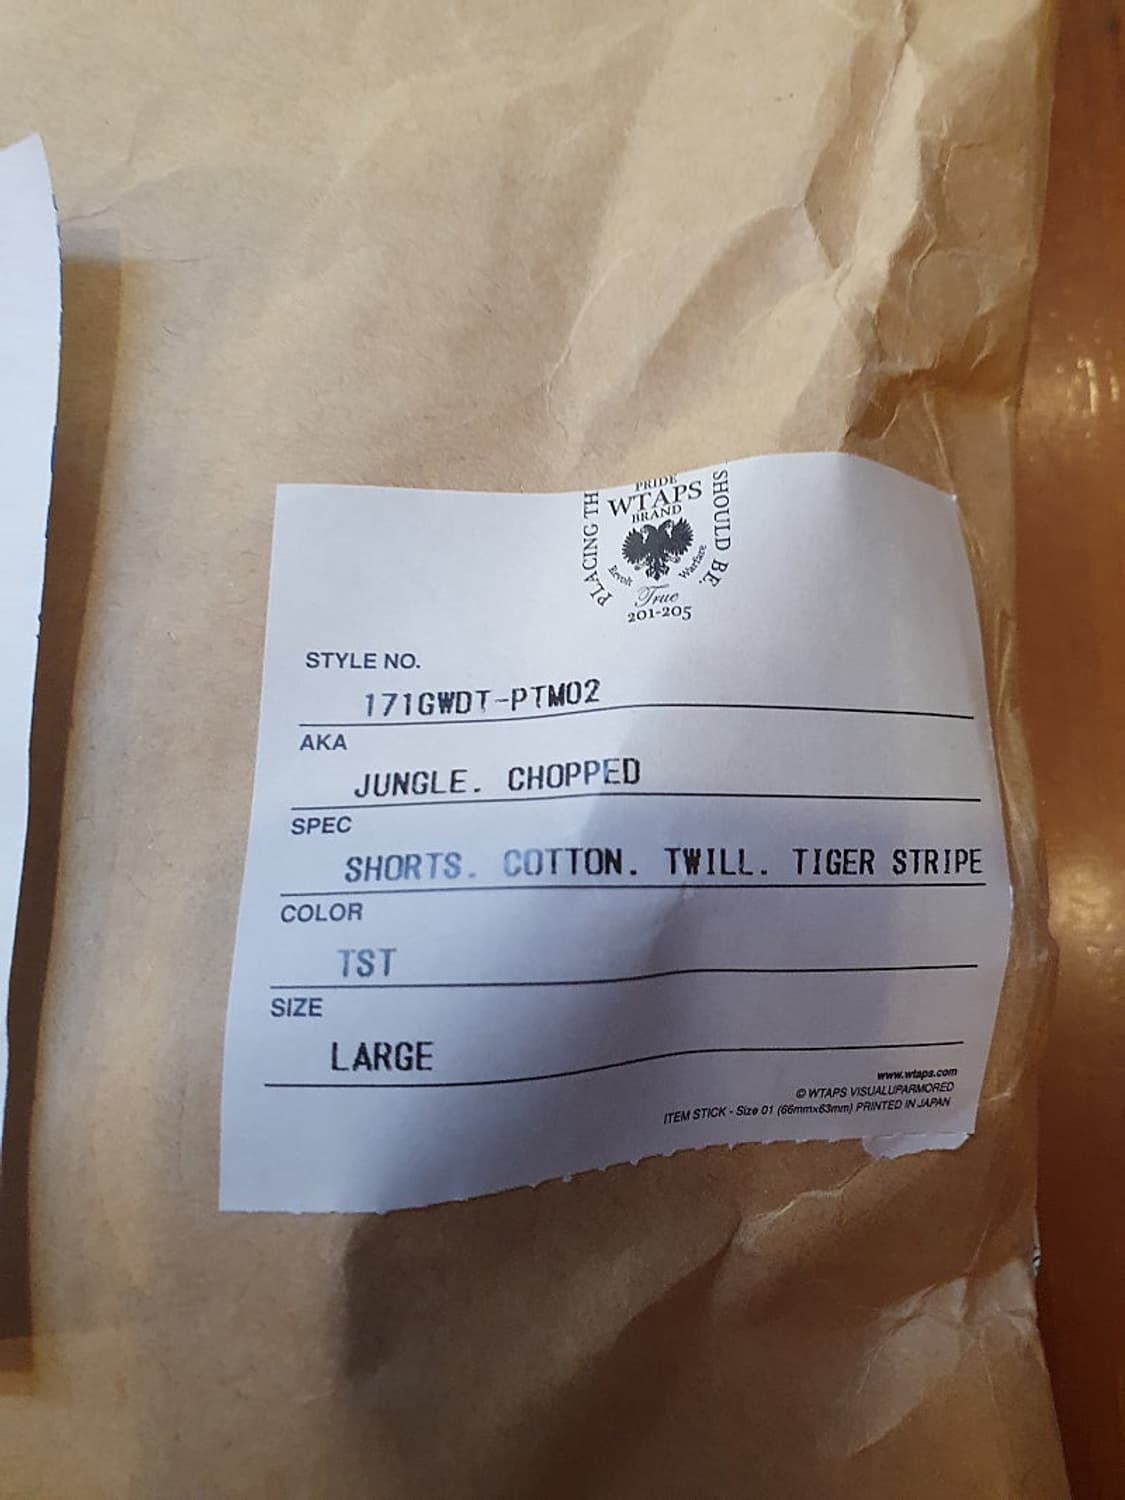 PRIDE
WTAPS
BRAND
PLACING TH
SHOULD BE.
Revolt
Warfare
True
201-205
STYLE NO.
171GWDT-PTM02
AKA
JUNGLE. CHOPPED
SPEC
SHORTS. COTTON. TWILL. TIGER STRIPE
COLOR
TST
SIZE
LARGE
www.wtaps.com
© WTAPS VISUALUPARMORED
ITEM STICK - Size 01 (66mmx63mm) PRINTED IN JAPAN